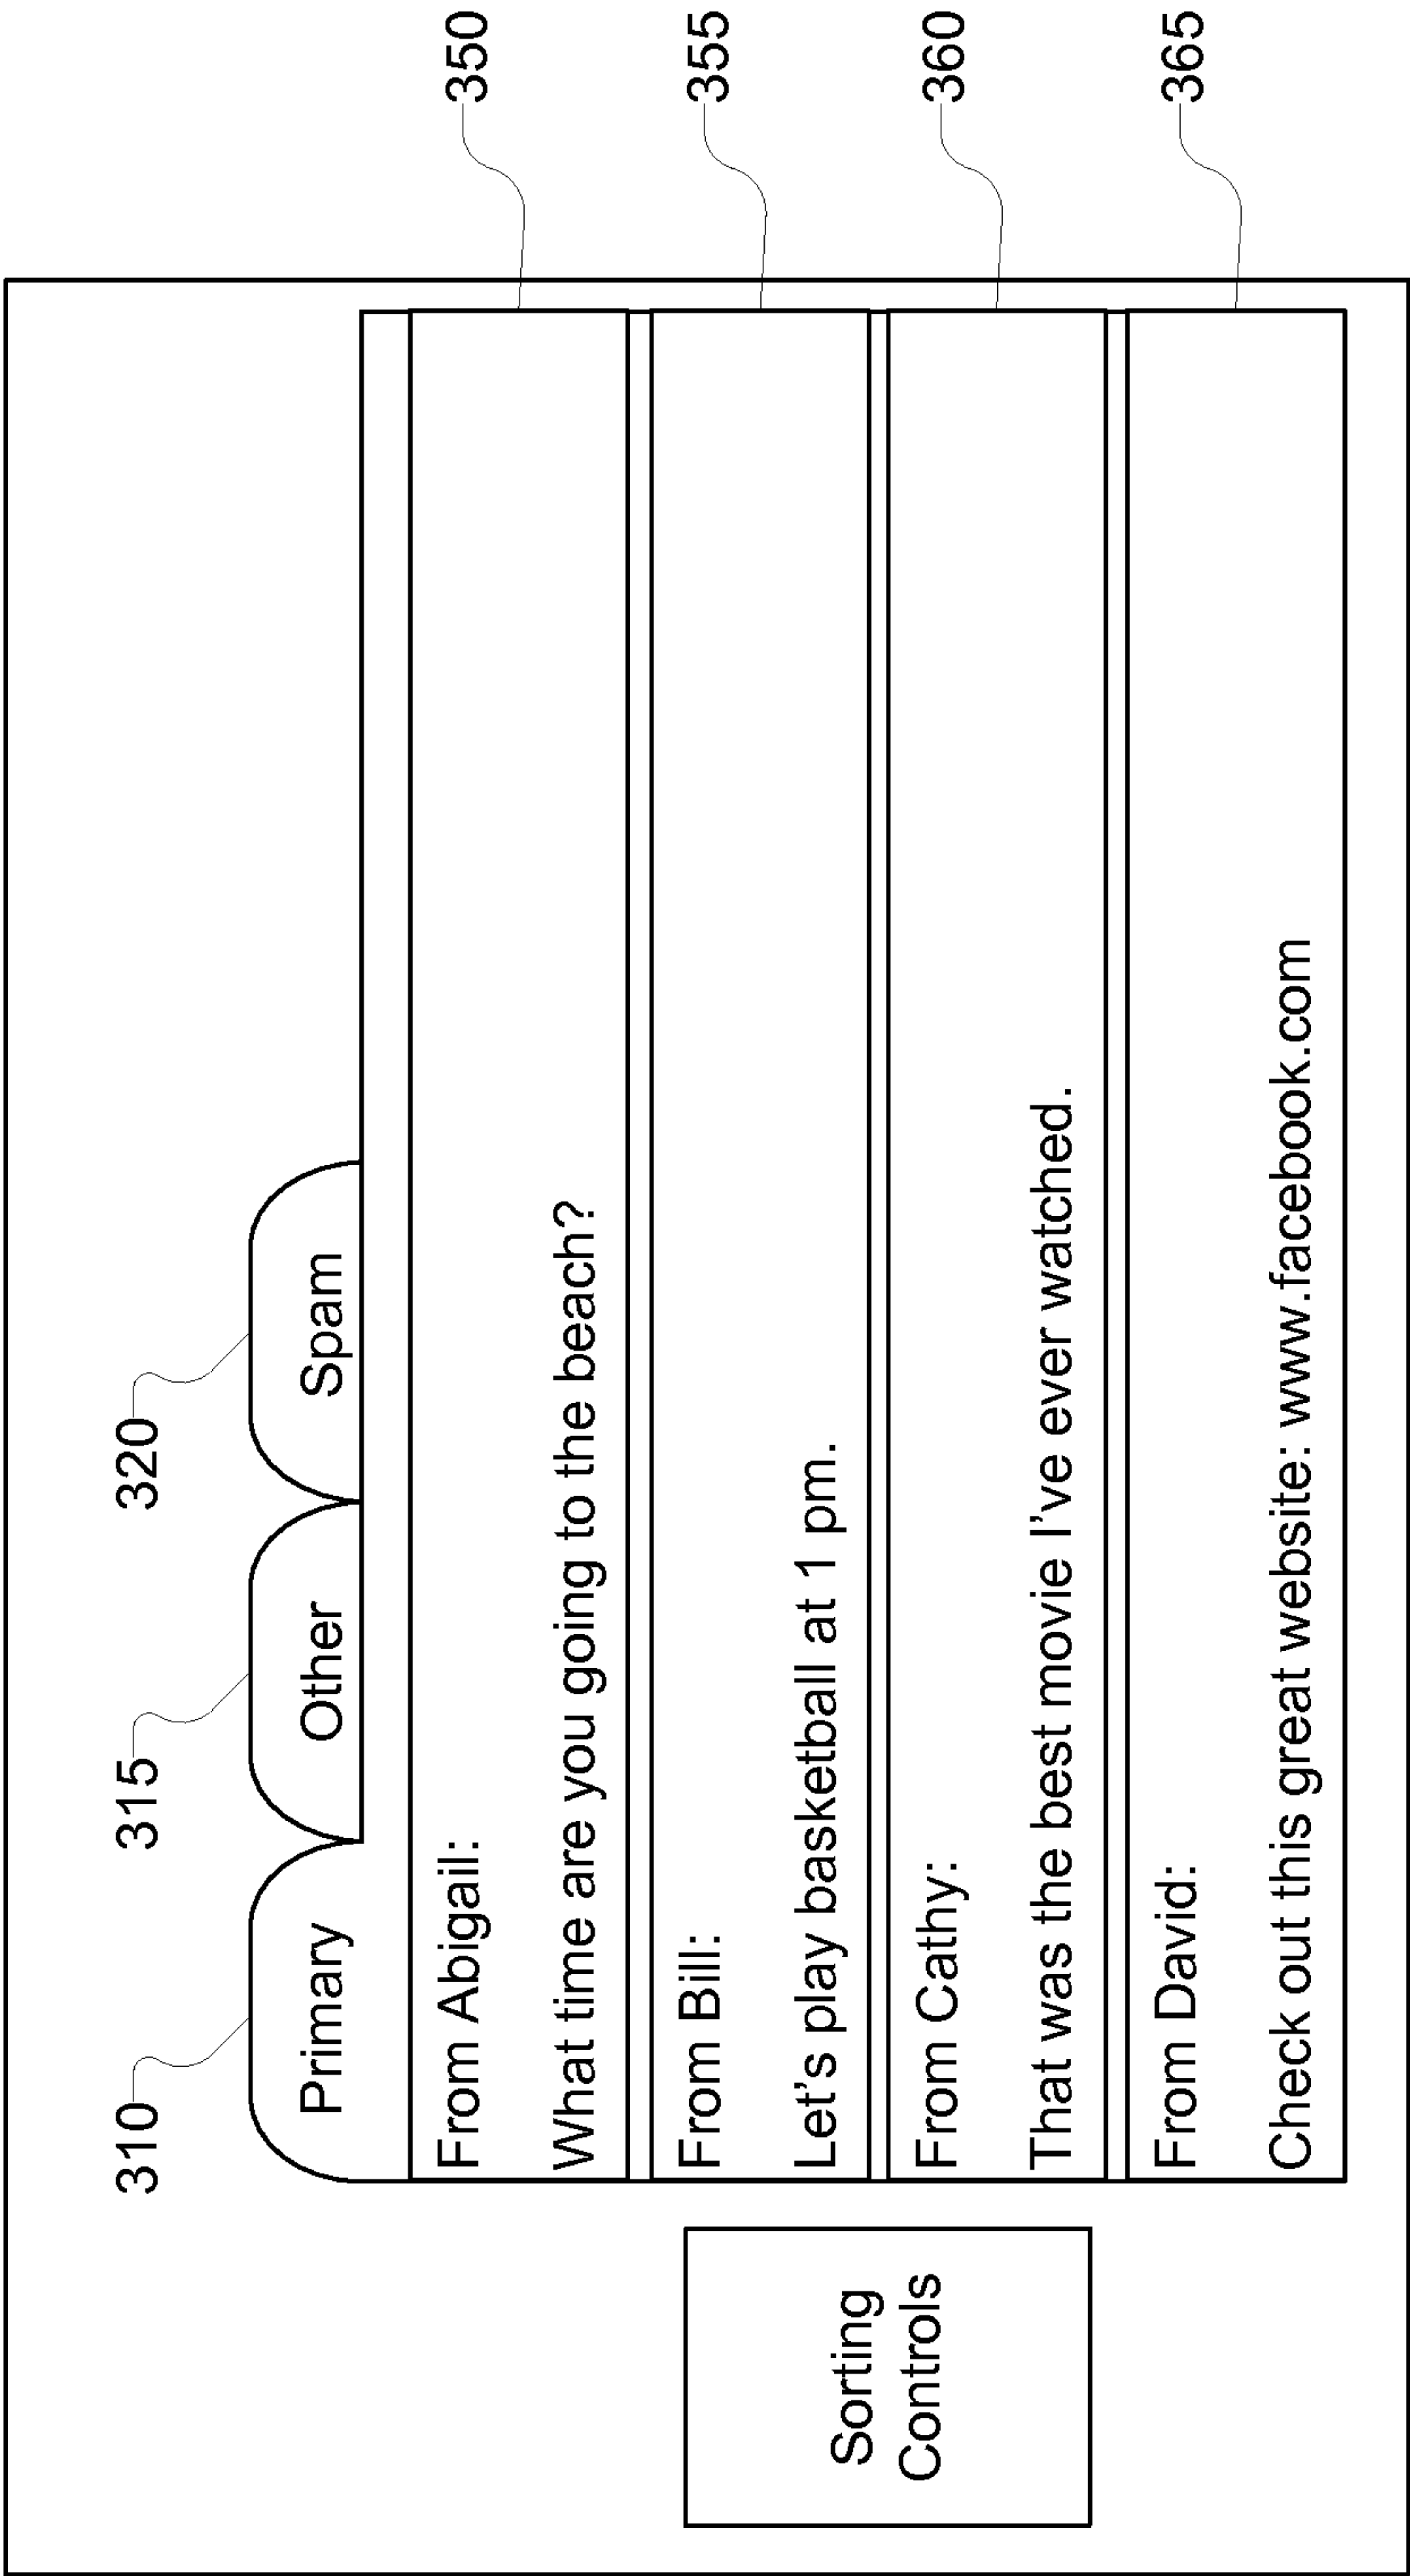 310
315
320
Primary
Other
Spam
Sorting
Controls
From Abigail:
What time are you going to the beach?
350
From Bill:
Let's play basketball at 1 pm.
355
From Cathy:
That was the best movie I've ever watched.
360
From David:
Check out this great website: www.facebook.com
365